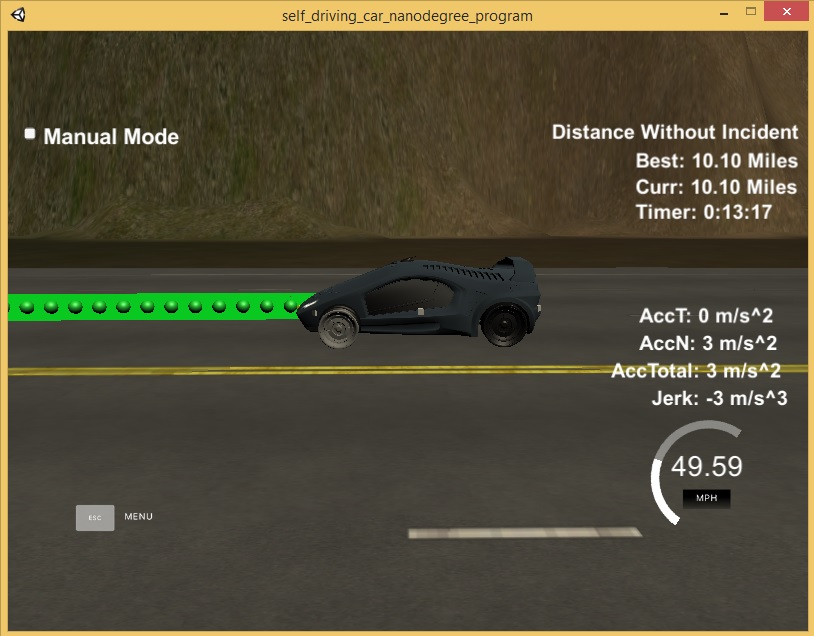 self_driving_car_nanodegree_program
Manual Mode
Distance Without Incident
Best: 10.10 Miles
Curr: 10.10 Miles
Timer: 0:13:17
AccT: 0 m/s^2
AccN: 3 m/s^2
AccTotal: 3 m/s^2
Jerk: -3 m/s^3
49.59
MPH
ESC MENU